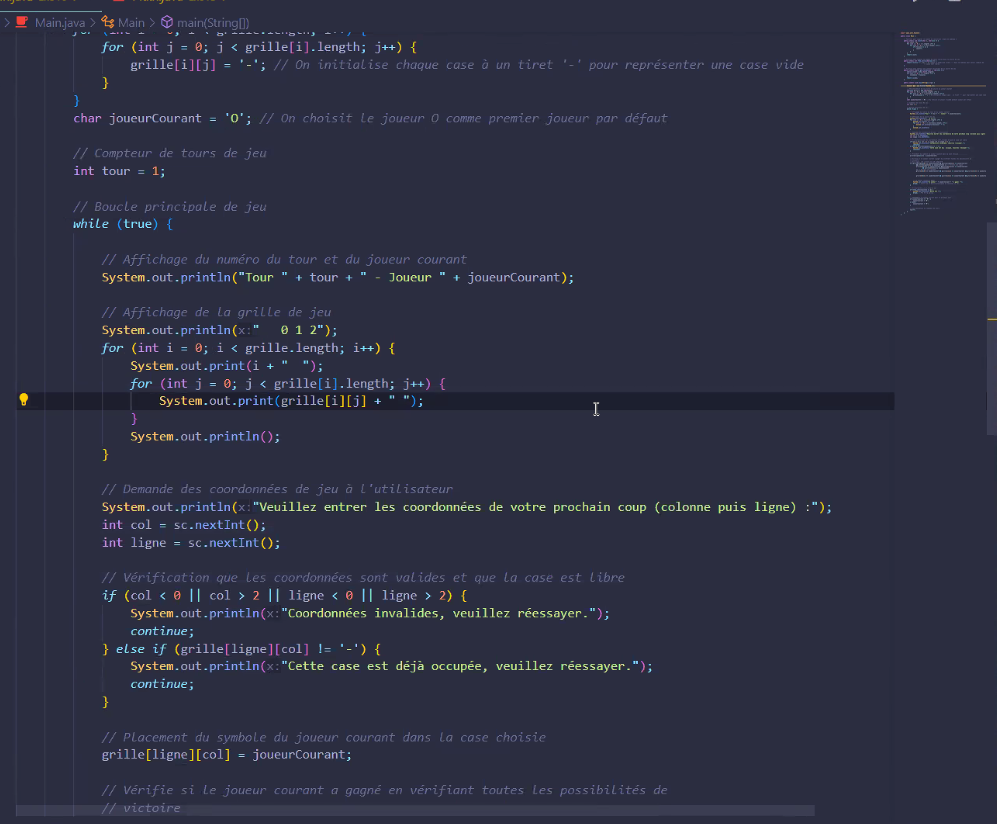 Main.java > Main > main(String[])
for (int j = 0; j < grille[i].length; j++) {
grille[i][j] = '-'; // On initialise chaque case à un tiret '-' pour représenter une case vide
}
}
char joueurCourant = 'O'; // On choisit le joueur O comme premier joueur par défaut
// Compteur de tours de jeu
int tour = 1;
// Boucle principale de jeu
while (true) {
// Affichage du numéro du tour et du joueur courant
System.out.println("Tour " + tour + " - Joueur " + joueurCourant);
// Affichage de la grille de jeu
System.out.println(x:"   0 1 2");
for (int i = 0; i < grille.length; i++) {
System.out.print(i + "  ");
for (int j = 0; j < grille[i].length; j++) {
System.out.print(grille[i][j] + " ");
}
System.out.println();
}
// Demande des coordonnées de jeu à l'utilisateur
System.out.println(x:"Veuillez entrer les coordonnées de votre prochain coup (colonne puis ligne) :");
int col = sc.nextInt();
int ligne = sc.nextInt();
// Vérification que les coordonnées sont valides et que la case est libre
if (col < 0 || col > 2 || ligne < 0 || ligne > 2) {
System.out.println(x:"Coordonnées invalides, veuillez réessayer.");
continue;
} else if (grille[ligne][col] != '-') {
System.out.println(x:"Cette case est déjà occupée, veuillez réessayer.");
continue;
}
// Placement du symbole du joueur courant dans la case choisie
grille[ligne][col] = joueurCourant;
// Vérifie si le joueur courant a gagné en vérifiant toutes les possibilités de
// victoire